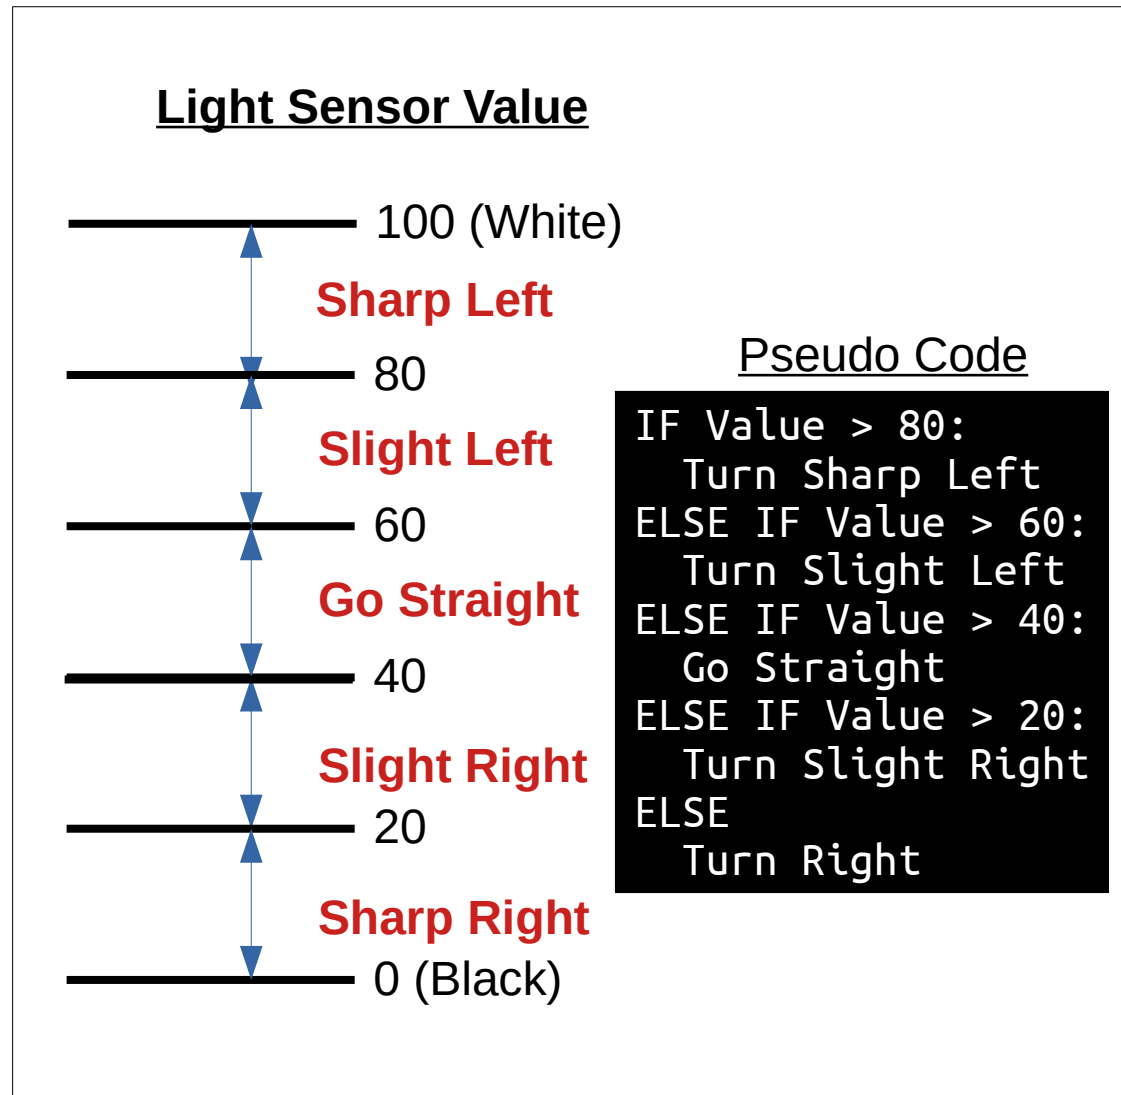 Light Sensor Value
100 (White)
Sharp Left
80
Slight Left
60
Go Straight
40
Slight Right
20
Sharp Right
0 (Black)
Pseudo Code
IF Value > 80:
  Turn Sharp Left
ELSE IF Value > 60:
  Turn Slight Left
ELSE IF Value > 40:
  Go Straight
ELSE IF Value > 20:
  Turn Slight Right
ELSE
  Turn Right